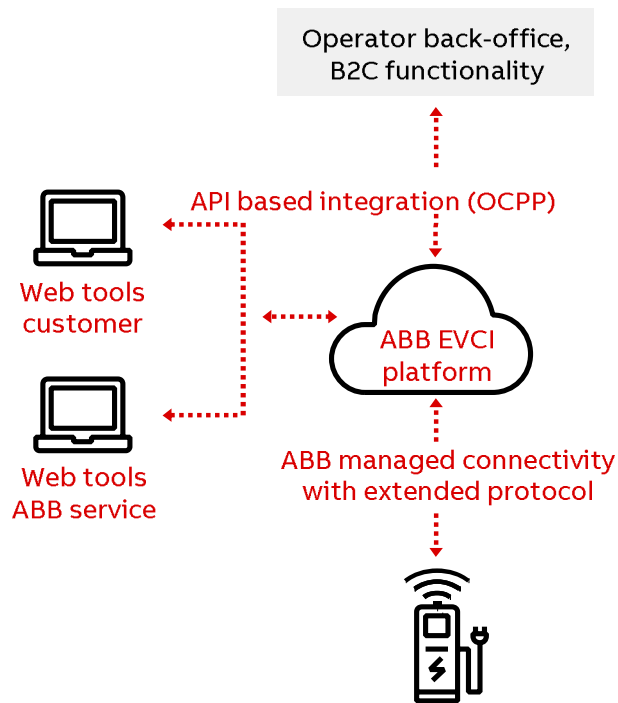 Operator back-office,
B2C functionality
API based integration (OCPP)
Web tools
customer
ABB EVCI
platform
Web tools
ABB service
ABB managed connectivity
with extended protocol